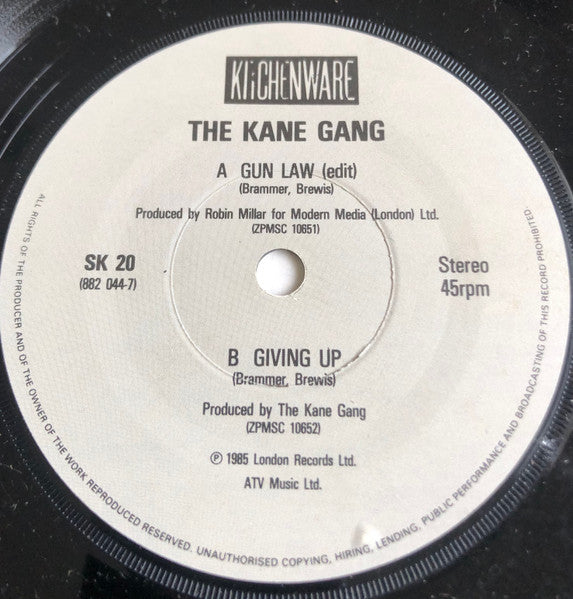 KITCHENWARE
THE KANE GANG
A GUN LAW (edit)
(Brammer, Brewis)
Produced by Robin Millar for Modern Media (London) Ltd.
(ZPMSC 10651)
SK 20
(882 044-7)
Stereo
45rpm
B GIVING UP
(Brammer, Brewis)
Produced by The Kane Gang
(ZPMSC 10652)
℗ 1985 London Records Ltd.
ATV Music Ltd.
ALL RIGHTS OF THE PRODUCER AND OF THE OWNER OF THE WORK REPRODUCED RESERVED. UNAUTHORISED COPYING, HIRING, LENDING, PUBLIC PERFORMANCE AND BROADCASTING OF THIS RECORD PROHIBITED.